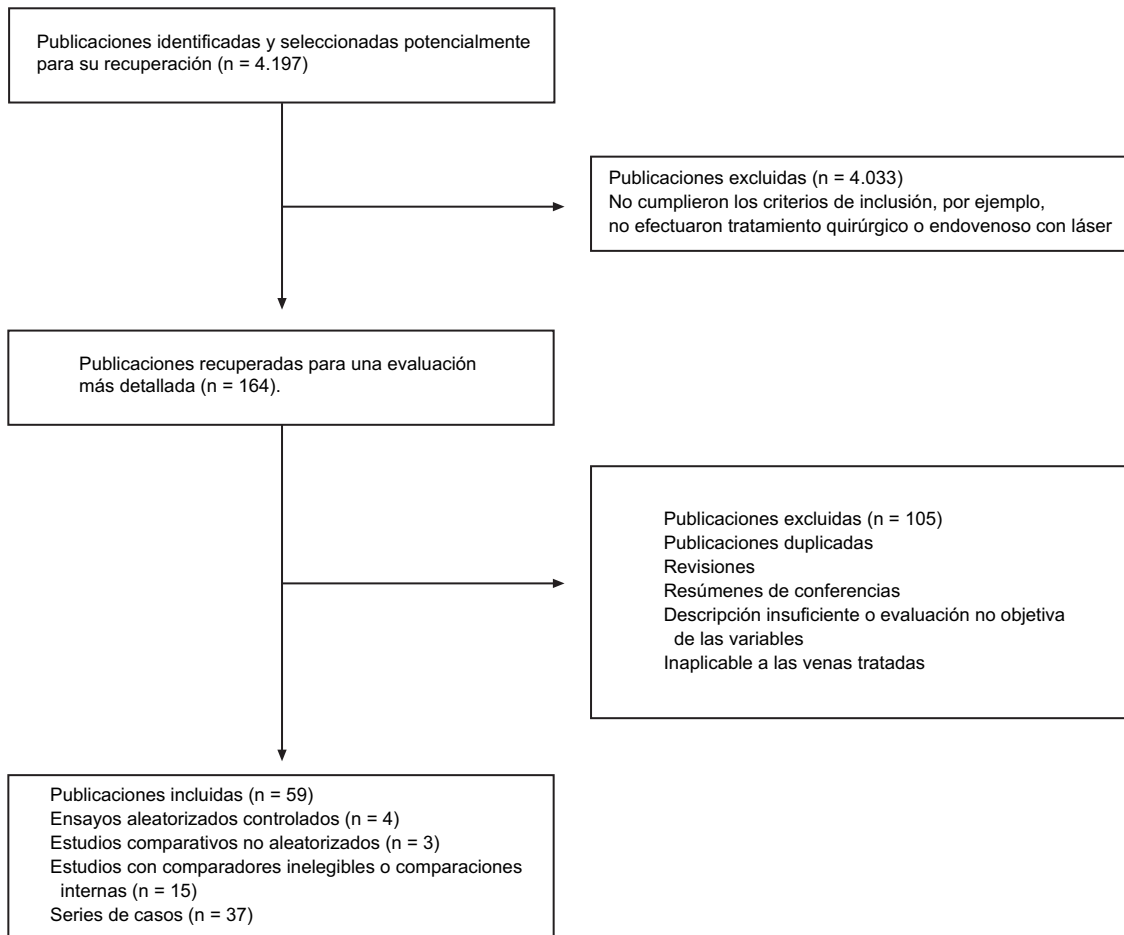 Publicaciones identificadas y seleccionadas potencialmente
para su recuperación (n = 4.197)
Publicaciones excluidas (n = 4.033)
No cumplieron los criterios de inclusión, por ejemplo,
no efectuaron tratamiento quirúrgico o endovenoso con láser
Publicaciones recuperadas para una evaluación
más detallada (n = 164).
Publicaciones excluidas (n = 105)
Publicaciones duplicadas
Revisiones
Resúmenes de conferencias
Descripción insuficiente o evaluación no objetiva
de las variables
Inaplicable a las venas tratadas
Publicaciones incluidas (n = 59)
Ensayos aleatorizados controlados (n = 4)
Estudios comparativos no aleatorizados (n = 3)
Estudios con comparadores inelegibles o comparaciones
internas (n = 15)
Series de casos (n = 37)